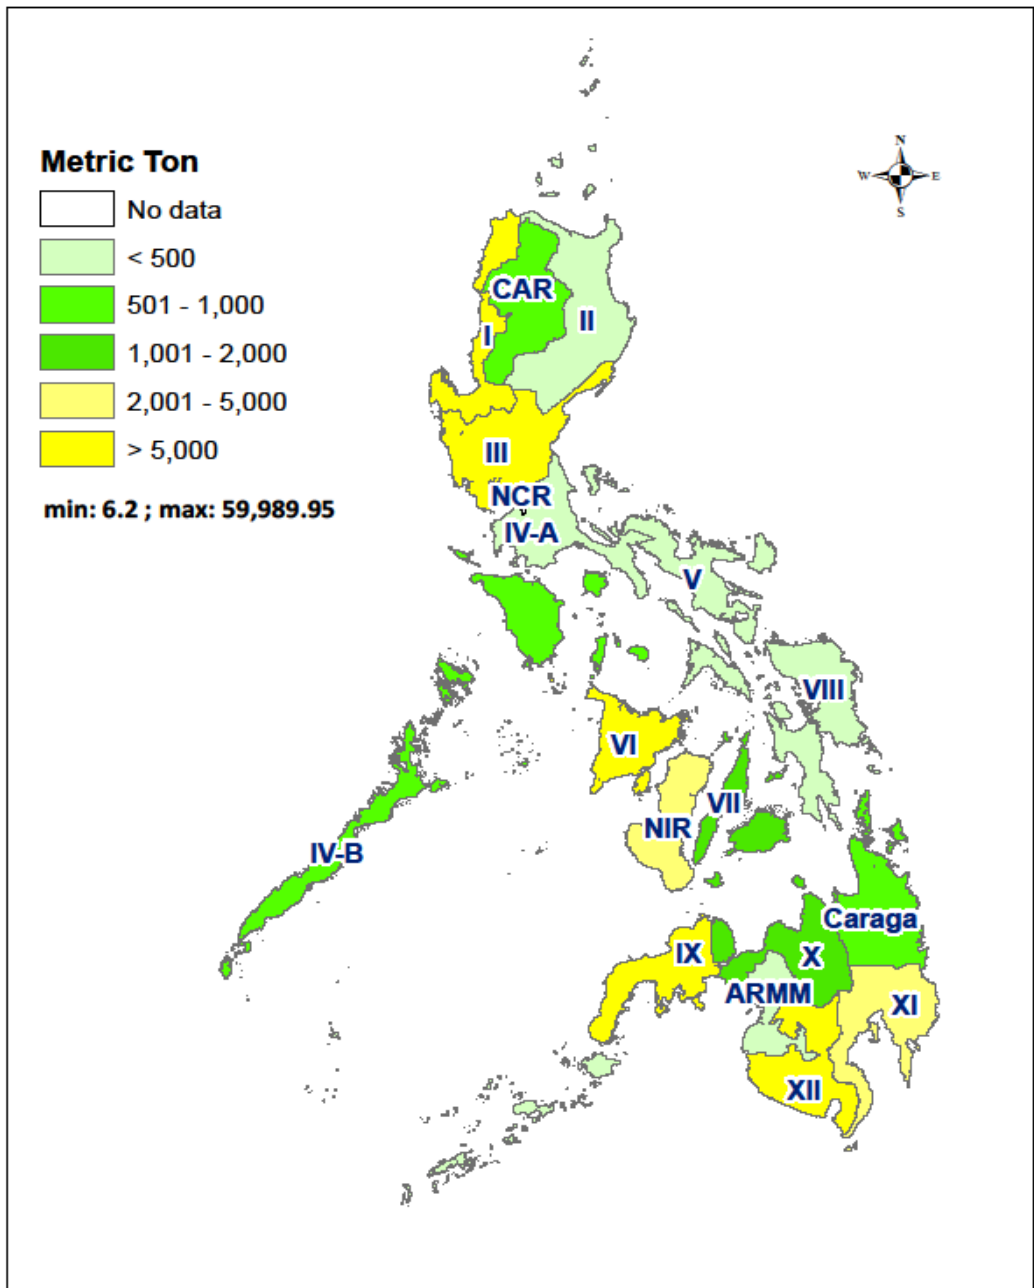 N
W E
S
Metric Ton
No data
< 500
501 - 1,000
1,001 - 2,000
2,001 - 5,000
> 5,000
min: 6.2 ; max: 59,989.95
CAR
II
I
III
NCR
IV-A
V
VIII
VI
VII
NIR
IV-B
Caraga
IX
X
ARMM
XI
XII